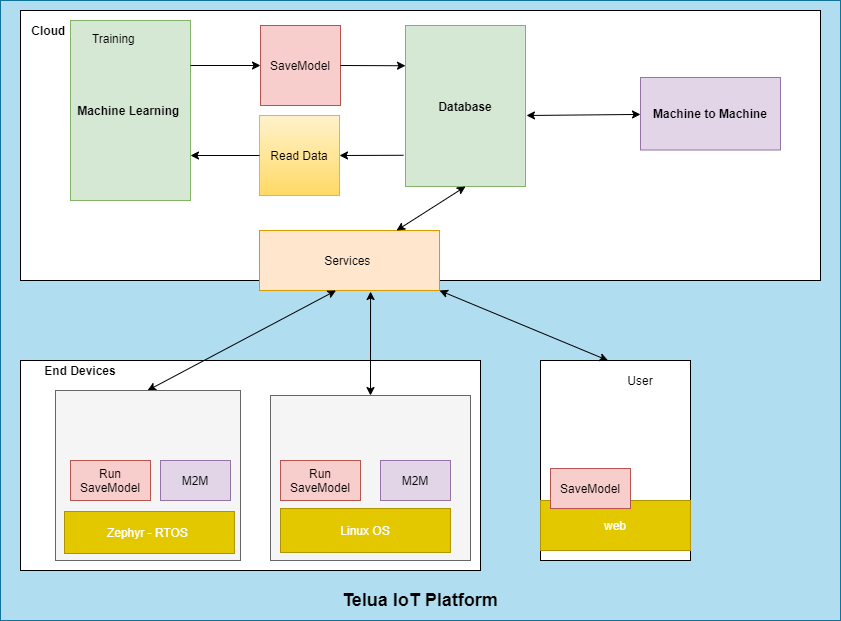 Cloud
Training
Machine Learning
SaveModel
Read Data
Database
Machine to Machine
Services
End Devices
Run
SaveModel
M2M
Zephyr - RTOS
Run
SaveModel
M2M
Linux OS
User
SaveModel
web
Telua IoT Platform